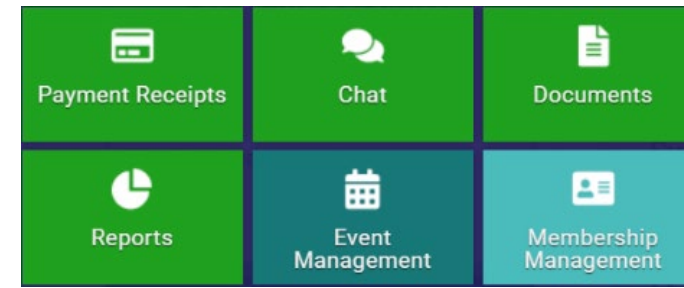 Payment Receipts
Chat
Documents
Reports
Event
Management
Membership
Management